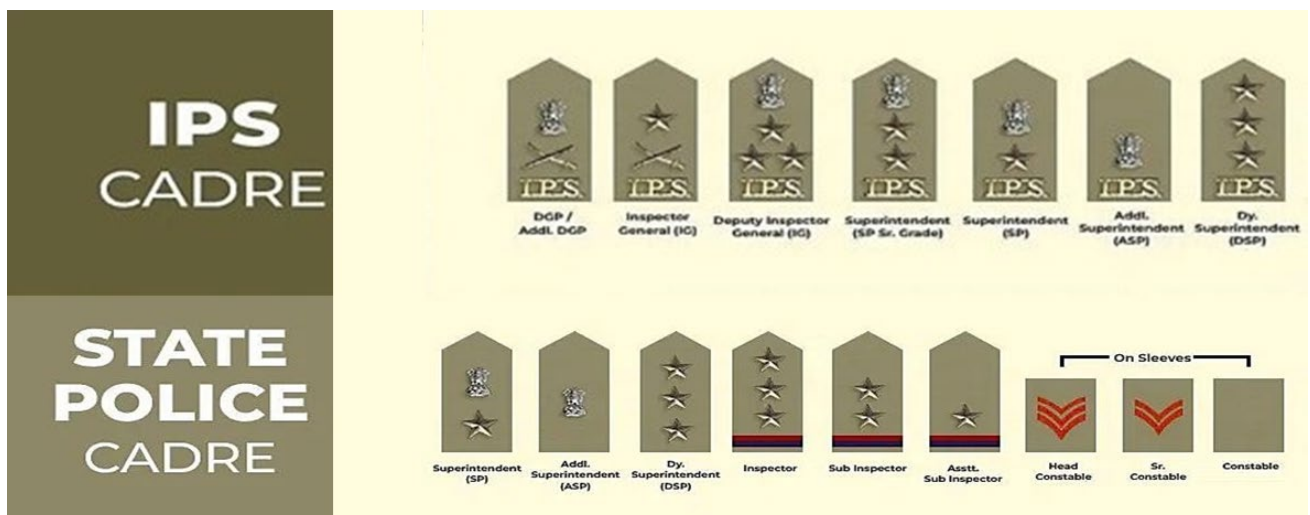 IPS
CADRE
I.P.S.
I.P.S.
I.P.S.
I.P.S.
I.P.S.
I.P.S.
I.P.S.
DGP /
Addl. DGP
Inspector
General (IG)
Deputy Inspector
General (IG)
Superintendent
(SP Sr. Grade)
Superintendent
(SP)
Addl.
Superintendent
(ASP)
Dy.
Superintendent
(DSP)
STATE
POLICE
CADRE
On Sleeves
Superintendent
(SP)
Addl.
Superintendent
(ASP)
Dy.
Superintendent
(DSP)
Inspector
Sub Inspector
Asstt.
Sub Inspector
Head
Constable
Sr.
Constable
Constable